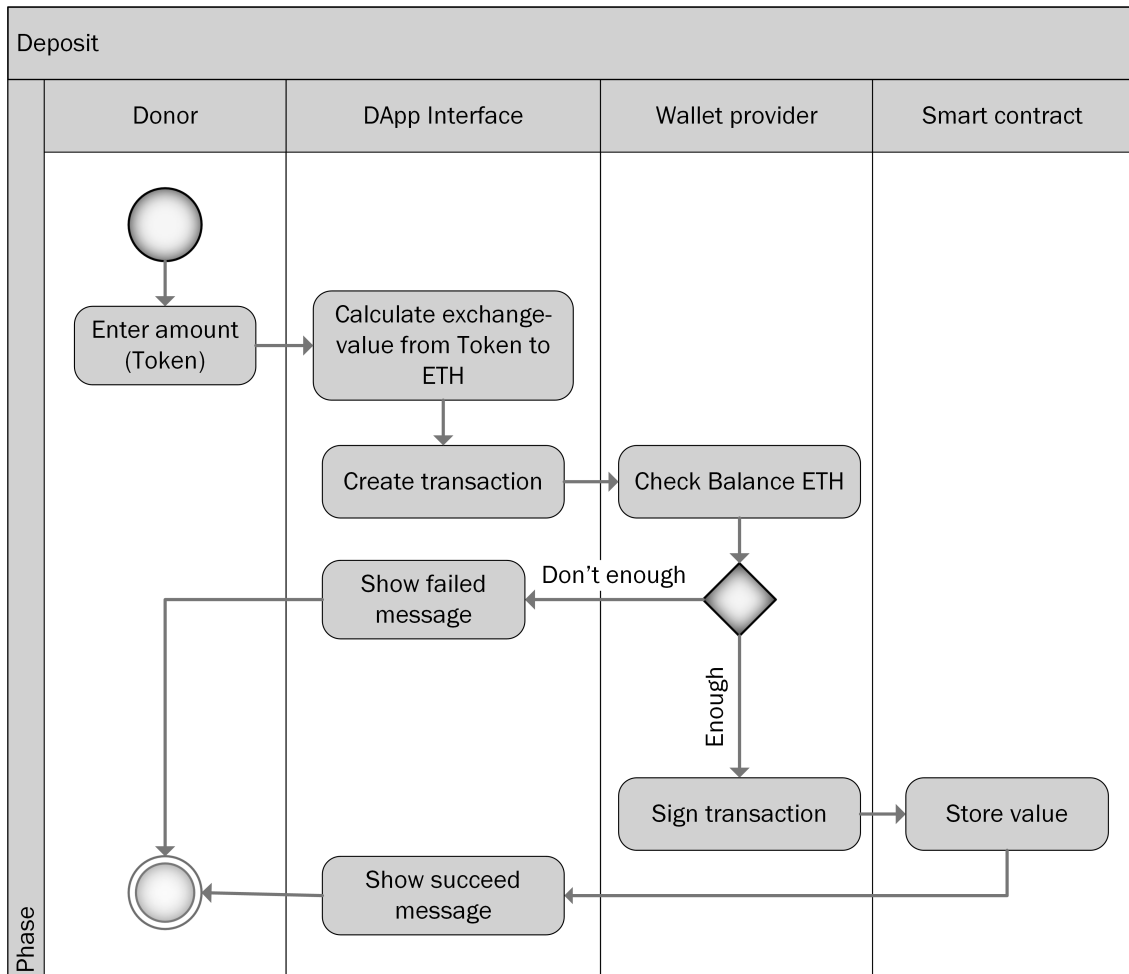 Deposit
Donor
DApp Interface
Wallet provider
Smart contract
Enter amount
(Token)
Calculate exchange-
value from Token to
ETH
Create transaction
Check Balance ETH
Don't enough
Show failed
message
Enough
Sign transaction
Store value
Show succeed
message
Phase